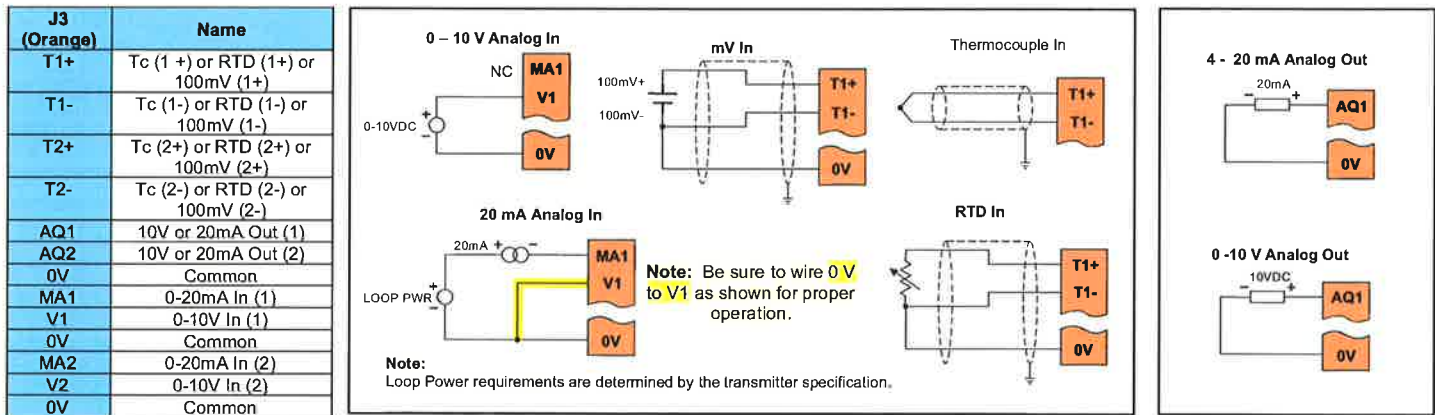 J3
(Orange)
Name
T1+
Tc (1 +) or RTD (1+) or
100mV (1+)
T1-
Tc (1-) or RTD (1-) or
100mV (1-)
T2+
Tc (2+) or RTD (2+) or
100mV (2+)
T2-
Tc (2-) or RTD (2-) or
100mV (2-)
AQ1
10V or 20mA Out (1)
AQ2
10V or 20mA Out (2)
0V
Common
MA1
0-20mA In (1)
V1
0-10V In (1)
0V
Common
MA2
0-20mA In (2)
V2
0-10V In (2)
0V
Common
0 – 10 V Analog In
NC
MA1
V1
+
0-10VDC
–
0V
mV In
100mV+
100mV-
T1+
T1-
0V
Thermocouple In
T1+
T1-
20 mA Analog In
20mA
+
–
MA1
V1
+
LOOP PWR
–
0V
Note: Be sure to wire 0 V
to V1 as shown for proper
operation.
Note:
Loop Power requirements are determined by the transmitter specification.
RTD In
T1+
T1-
0V
4 - 20 mA Analog Out
20mA
–
+
AQ1
0V
0 -10 V Analog Out
10VDC
–
+
AQ1
0V